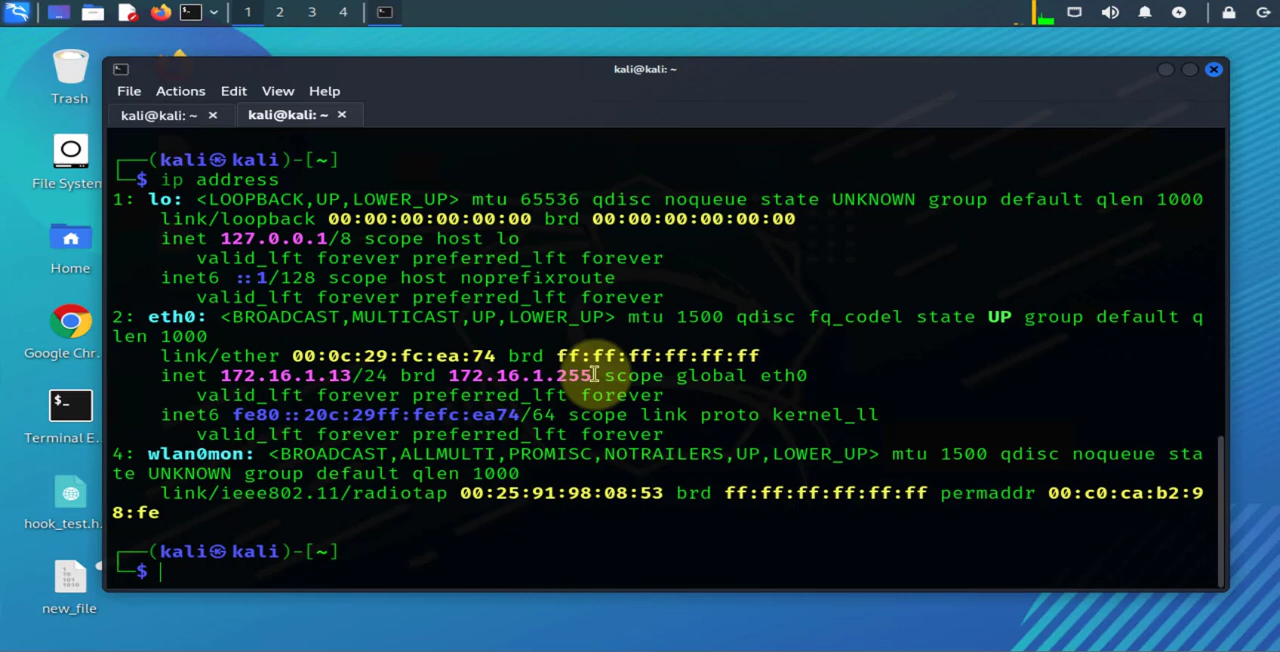 1 2 3 4
kali@kali: ~
File Actions Edit View Help
kali@kali: ~ × kali@kali: ~ ×
Trash
File System
Home
Google Chr...
Terminal E...
hook_test.h...
new_file
┌──(kali㉿kali)-[~]
└─$ ip address
1: lo: <LOOPBACK,UP,LOWER_UP> mtu 65536 qdisc noqueue state UNKNOWN group default qlen 1000
link/loopback 00:00:00:00:00:00 brd 00:00:00:00:00:00
inet 127.0.0.1/8 scope host lo
valid_lft forever preferred_lft forever
inet6 ::1/128 scope host noprefixroute
valid_lft forever preferred_lft forever
2: eth0: <BROADCAST,MULTICAST,UP,LOWER_UP> mtu 1500 qdisc fq_codel state UP group default q
len 1000
link/ether 00:0c:29:fc:ea:74 brd ff:ff:ff:ff:ff:ff
inet 172.16.1.13/24 brd 172.16.1.255 scope global eth0
valid_lft forever preferred_lft forever
inet6 fe80::20c:29ff:fefc:ea74/64 scope link proto kernel_ll
valid_lft forever preferred_lft forever
4: wlan0mon: <BROADCAST,ALLMULTI,PROMISC,NOTRAILERS,UP,LOWER_UP> mtu 1500 qdisc noqueue sta
te UNKNOWN group default qlen 1000
link/ieee802.11/radiotap 00:25:91:98:08:53 brd ff:ff:ff:ff:ff:ff permaddr 00:c0:ca:b2:9
8:fe
┌──(kali㉿kali)-[~]
└─$